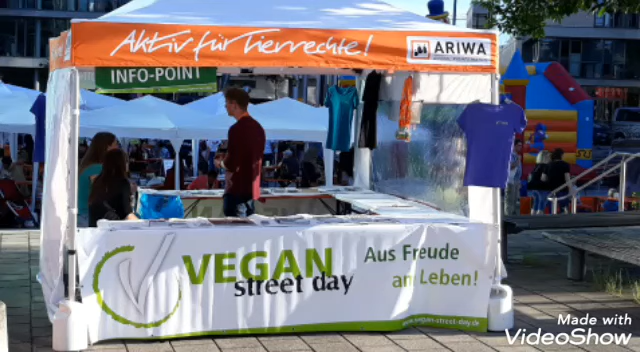 Aktiv für Tierrechte!
ARIWA
INFO-POINT
VEGAN
street day
Aus Freude
am Leben!
www.vegan-street-day.de
Made with
VideoShow